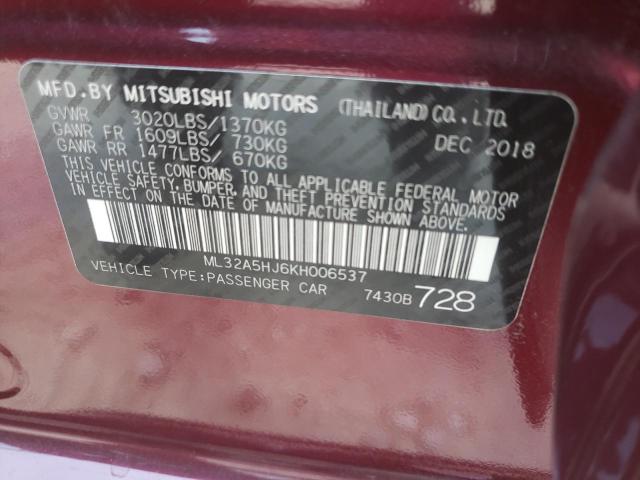 MFD.BY MITSUBISHI MOTORS (THAILAND) CO., LTD.
GVWR 3020LBS/1370KG
GAWR FR 1609LBS/ 730KG DEC 2018
GAWR RR 1477LBS/ 670KG
THIS VEHICLE CONFORMS TO ALL APPLICABLE FEDERAL MOTOR
VEHICLE SAFETY, BUMPER, AND THEFT PREVENTION STANDARDS
IN EFFECT ON THE DATE OF MANUFACTURE SHOWN ABOVE.
ML32A5HJ6KH006537
VEHICLE TYPE:PASSENGER CAR 7430B 728